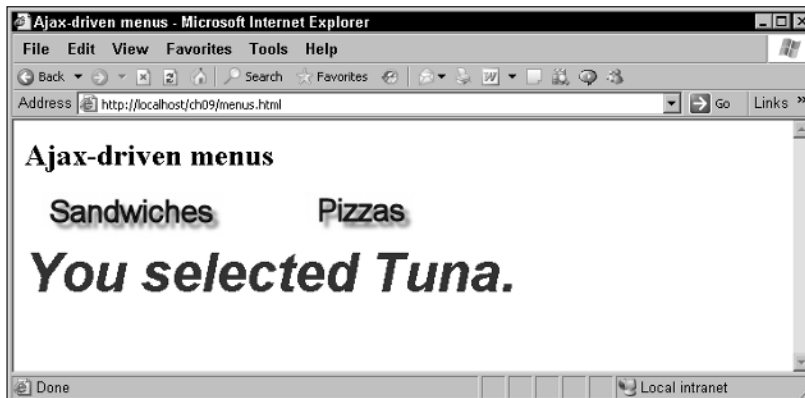 Ajax-driven menus - Microsoft Internet Explorer
File Edit View Favorites Tools Help
Back Search Favorites W
Address http://localhost/ch09/menus.html Go Links »
Ajax-driven menus
Sandwiches Pizzas
You selected Tuna.
Done Local intranet